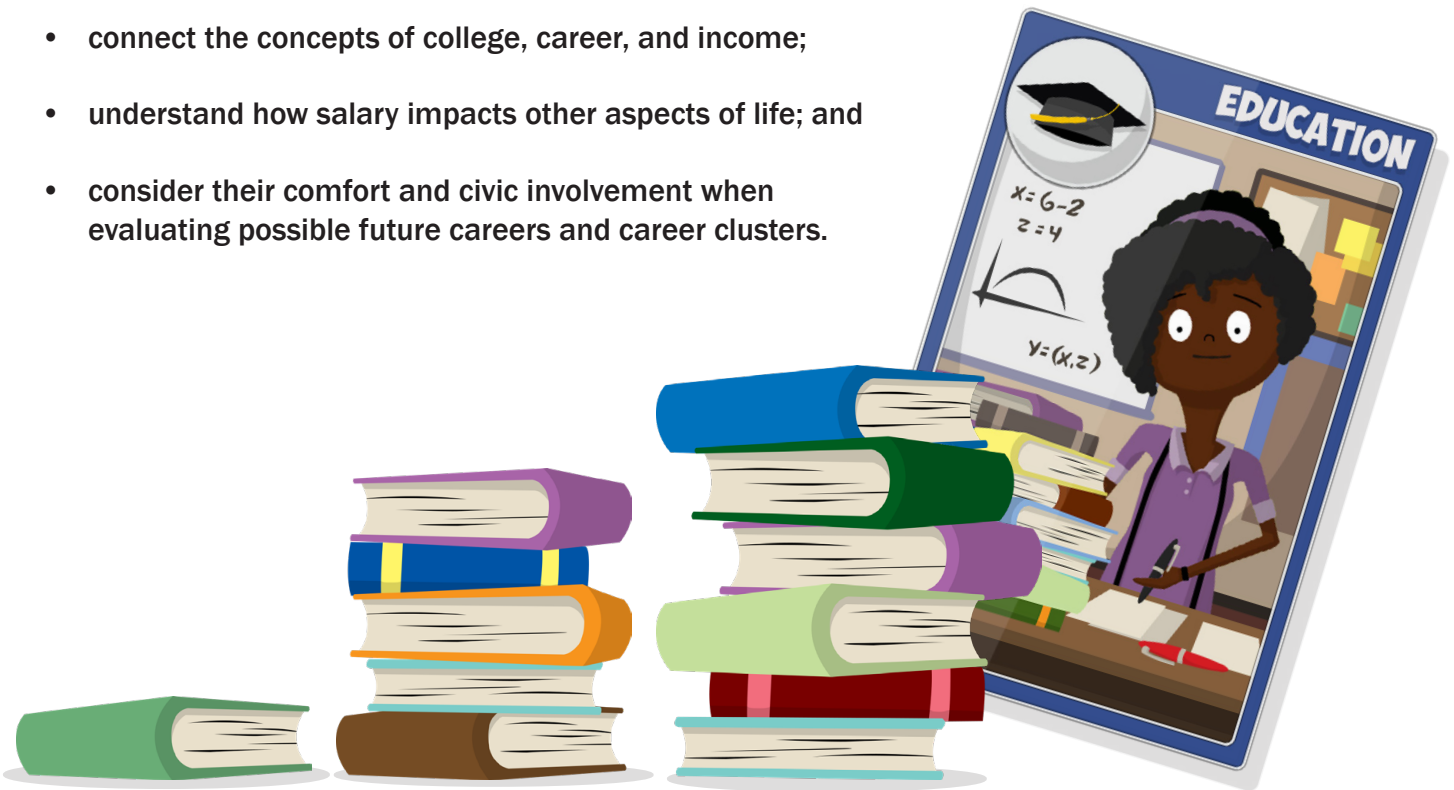 • connect the concepts of college, career, and income;
• understand how salary impacts other aspects of life; and
• consider their comfort and civic involvement when
evaluating possible future careers and career clusters.
EDUCATION
x=6-2
z=4
y=(x,z)